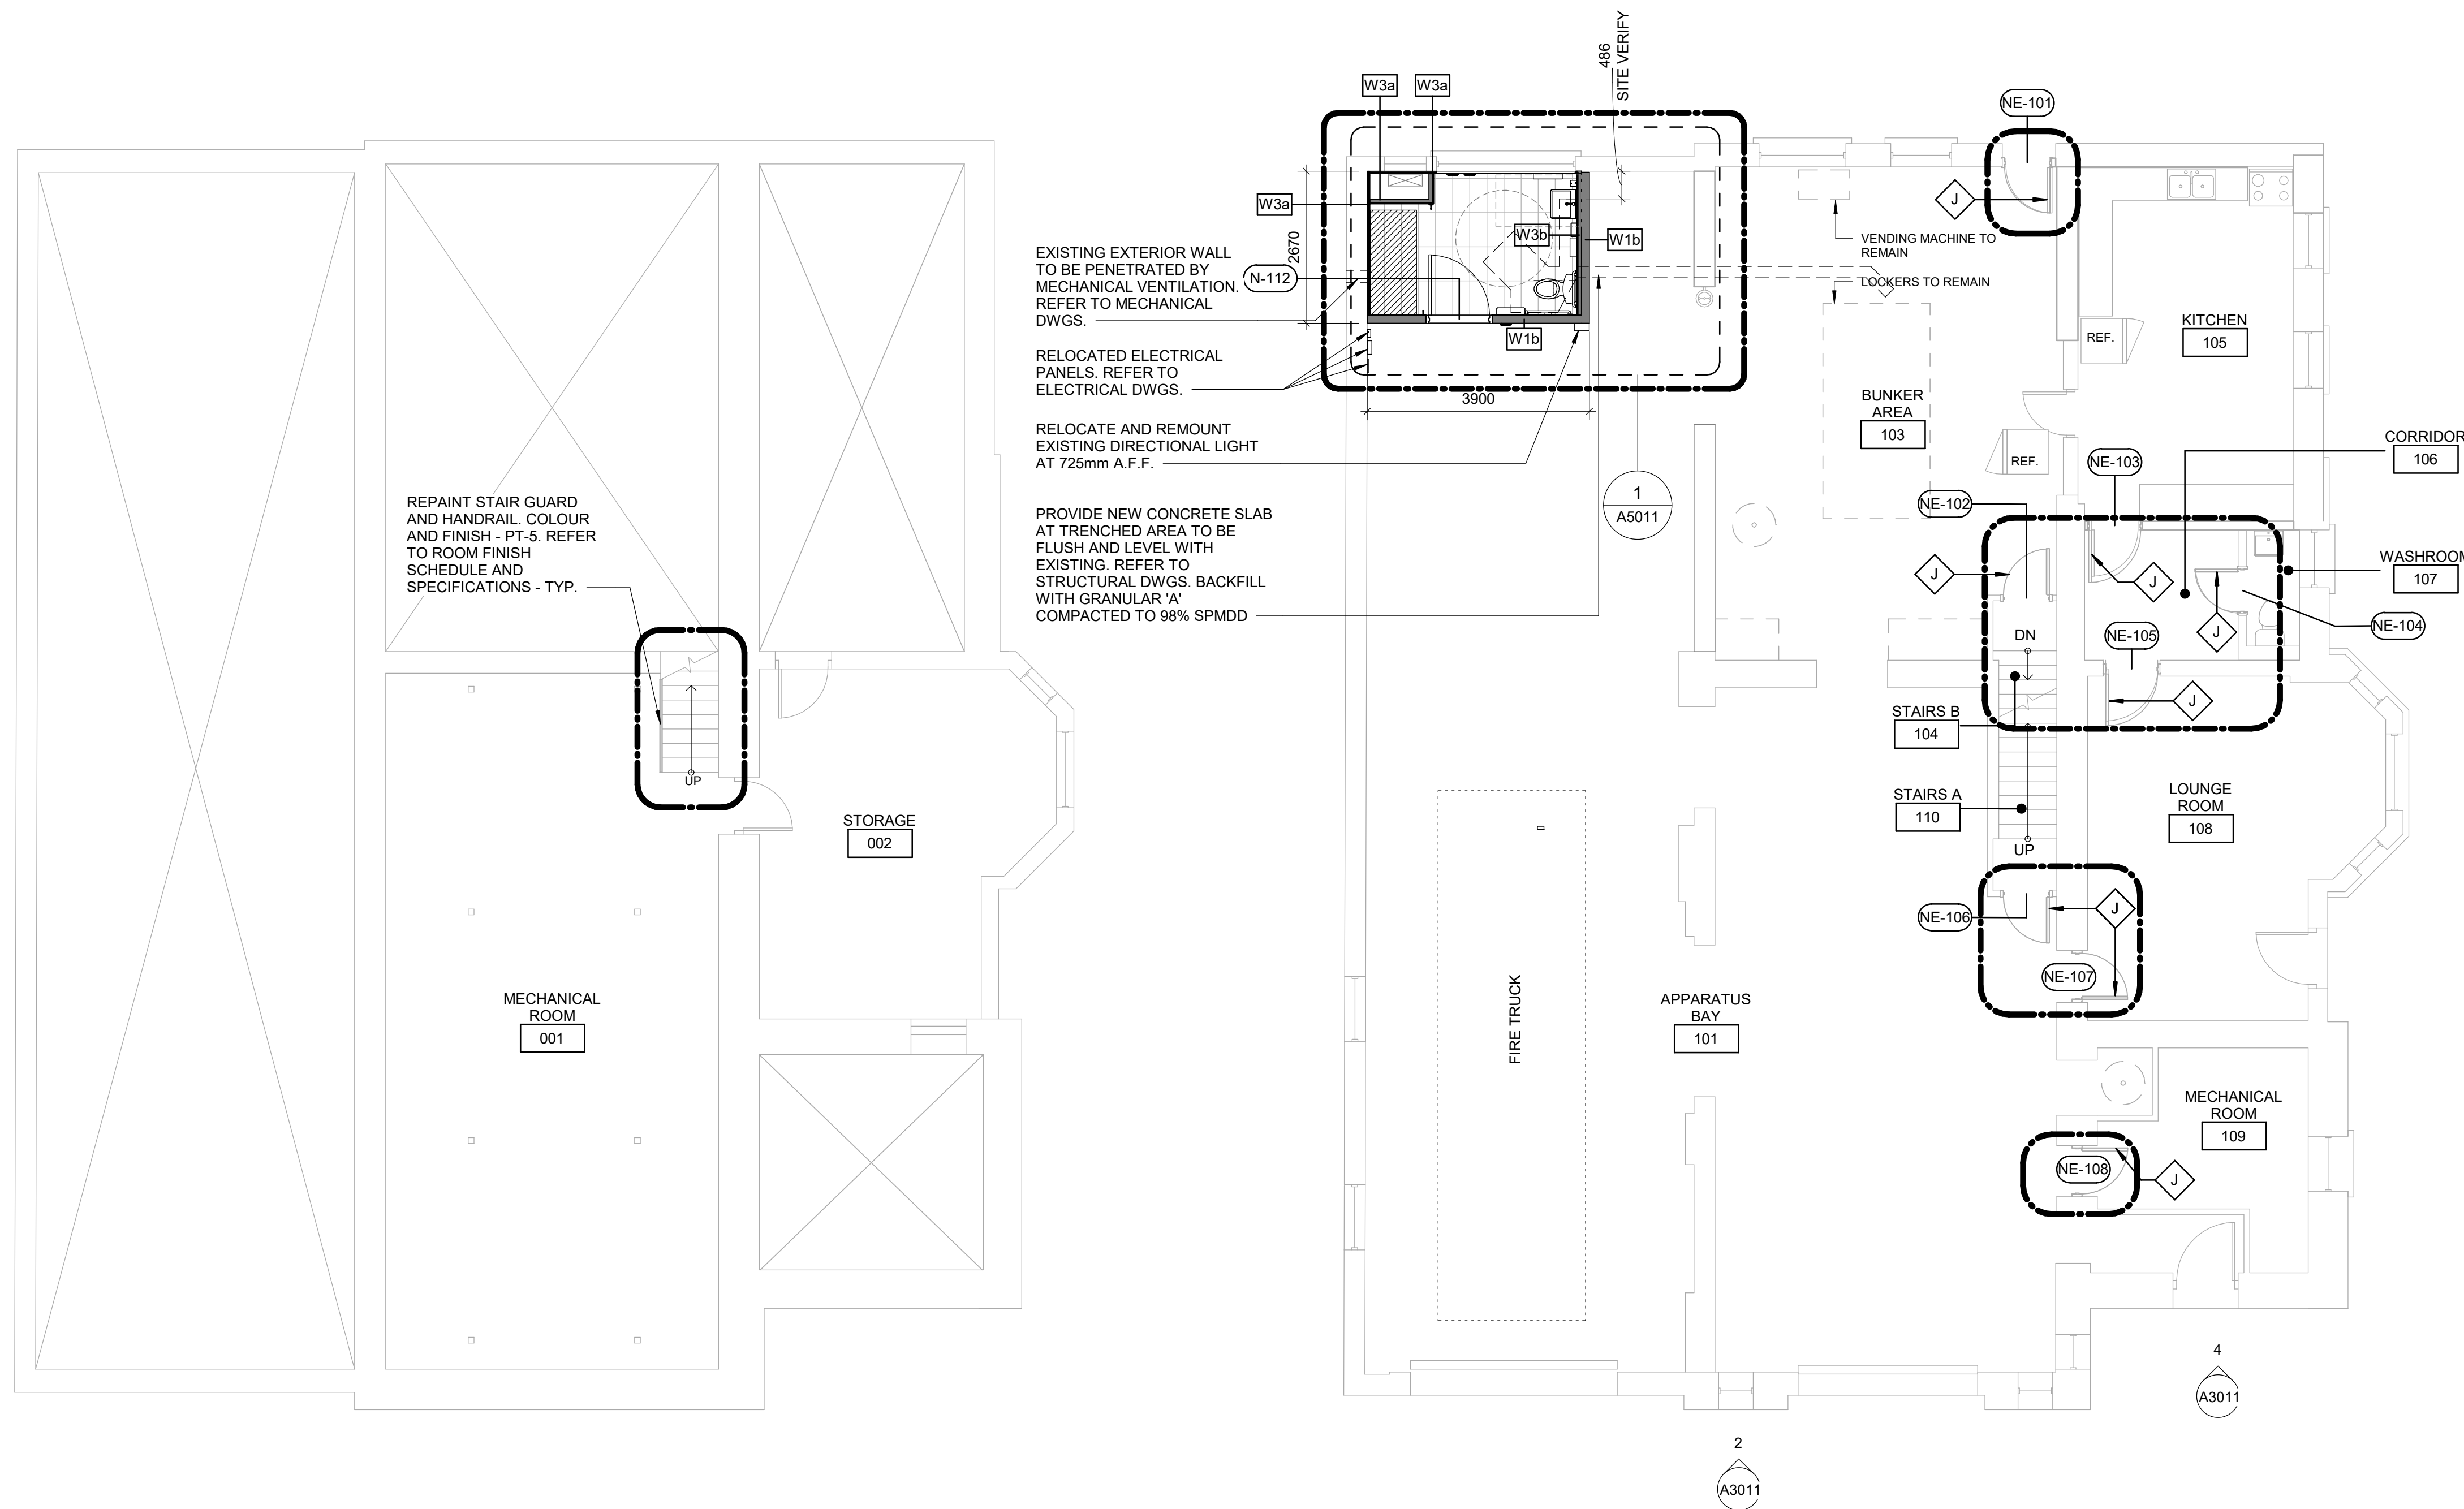 REPAINT STAIR GUARD
AND HANDRAIL. COLOUR
AND FINISH - PT-5. REFER
TO ROOM FINISH
SCHEDULE AND
SPECIFICATIONS - TYP.
UP
STORAGE
002
MECHANICAL
ROOM
001
486
SITE VERIFY
W3a
W3a
W3a
2670
N-112
W3b
W1b
W1b
3900
EXISTING EXTERIOR WALL
TO BE PENETRATED BY
MECHANICAL VENTILATION.
REFER TO MECHANICAL
DWGS.
RELOCATED ELECTRICAL
PANELS. REFER TO
ELECTRICAL DWGS.
RELOCATE AND REMOUNT
EXISTING DIRECTIONAL LIGHT
AT 725mm A.F.F.
PROVIDE NEW CONCRETE SLAB
AT TRENCHED AREA TO BE
FLUSH AND LEVEL WITH
EXISTING. REFER TO
STRUCTURAL DWGS. BACKFILL
WITH GRANULAR 'A'
COMPACTED TO 98% SPMDD
1
A5011
NE-101
J
VENDING MACHINE TO
REMAIN
LOCKERS TO REMAIN
KITCHEN
105
REF.
BUNKER
AREA
103
REF.
CORRIDOR
106
NE-103
NE-102
WASHROOM
107
J
J
J
NE-104
NE-105
DN
J
STAIRS B
104
STAIRS A
110
UP
LOUNGE
ROOM
108
J
NE-106
NE-107
FIRE TRUCK
APPARATUS
BAY
101
MECHANICAL
ROOM
109
NE-108
J
4
A3011
2
A3011